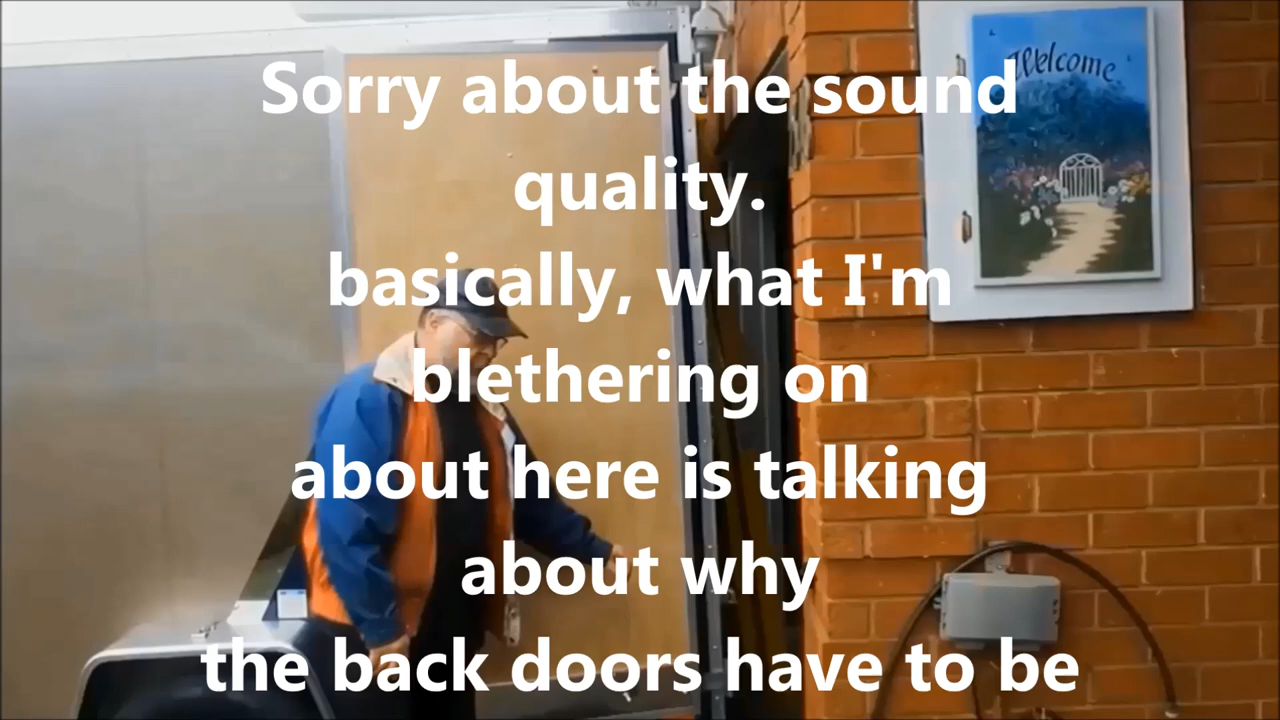 Welcome
Sorry about the sound
quality.
basically, what I'm
blethering on
about here is talking
about why
the back doors have to be